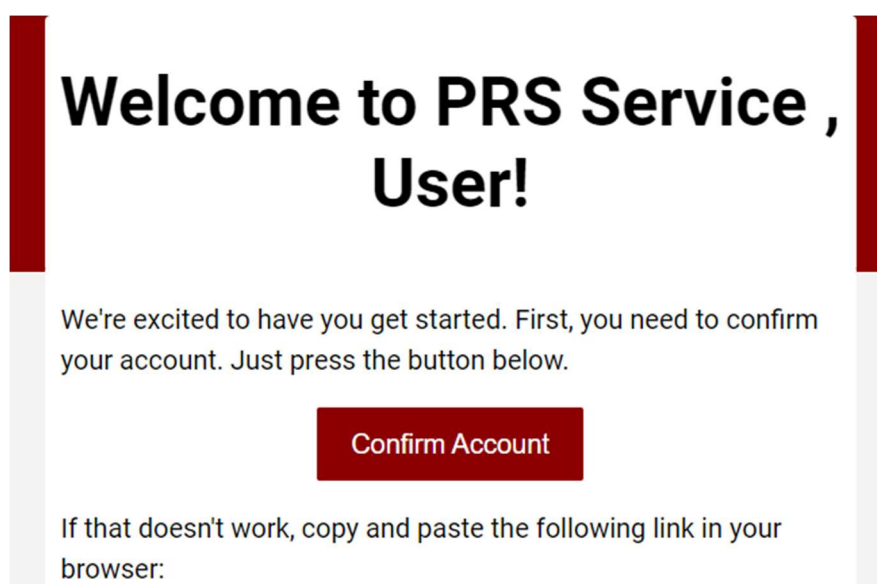 Welcome to PRS Service ,
User!
We're excited to have you get started. First, you need to confirm
your account. Just press the button below.
Confirm Account
If that doesn't work, copy and paste the following link in your
browser: